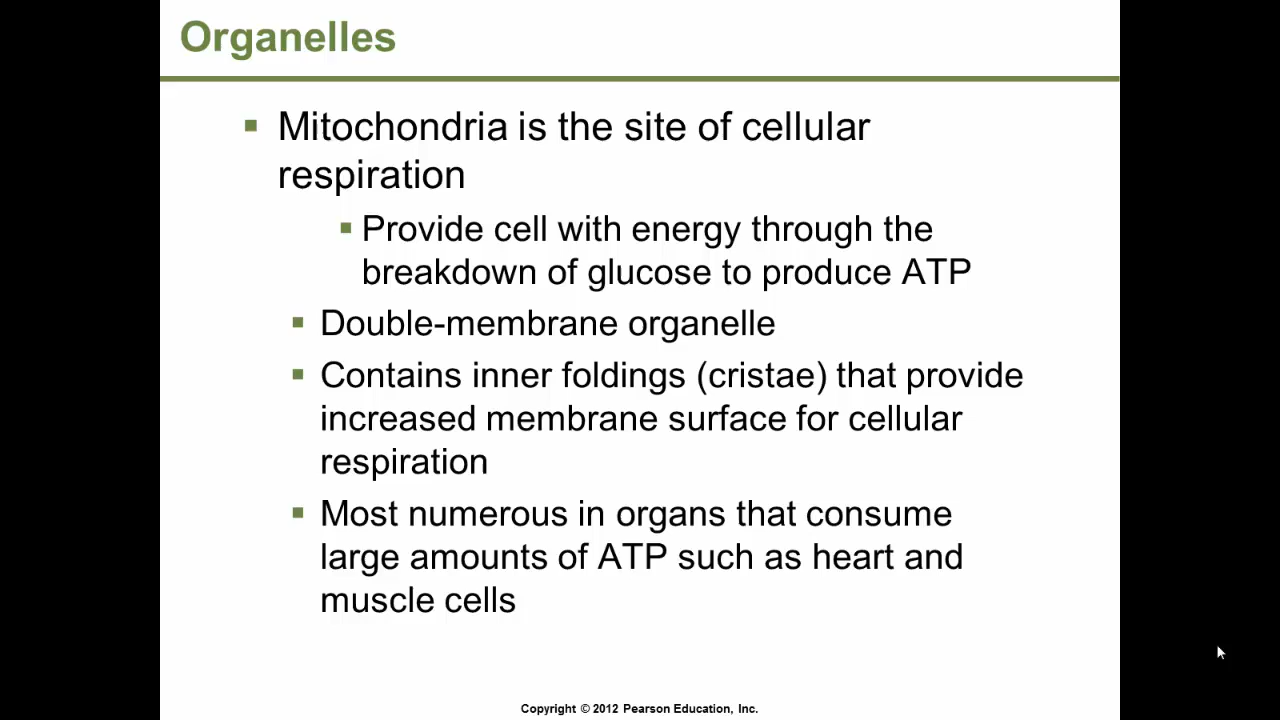 Organelles
Mitochondria is the site of cellular
respiration
Provide cell with energy through the
breakdown of glucose to produce ATP
Double-membrane organelle
Contains inner foldings (cristae) that provide
increased membrane surface for cellular
respiration
Most numerous in organs that consume
large amounts of ATP such as heart and
muscle cells
Copyright © 2012 Pearson Education, Inc.